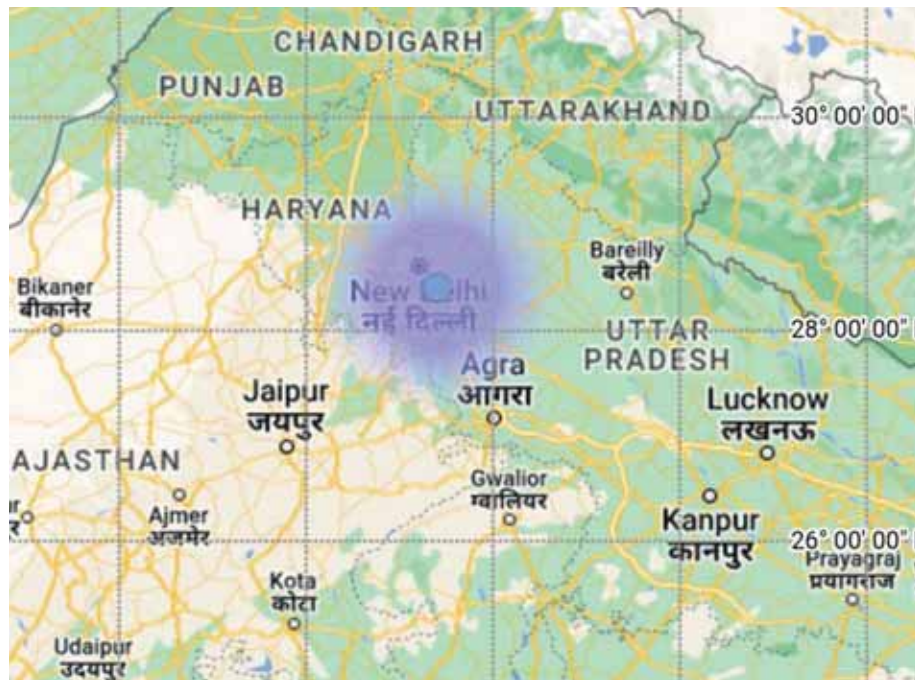 CHANDIGARH
PUNJAB
UTTARAKHAND
30° 00' 00"
HARYANA
Bareilly
बरेली
Bikaner
बीकानेर
New Delhi
नई दिल्ली
28° 00' 00"
UTTAR
PRADESH
Agra
आगरा
Jaipur
जयपुर
Lucknow
लखनऊ
AJASTHAN
Gwalior
ग्वालियर
Ajmer
अजमेर
Kanpur
कानपुर
26° 00' 00"
Prayagraj
प्रयागराज
Kota
कोटा
Udaipur
उदयपुर